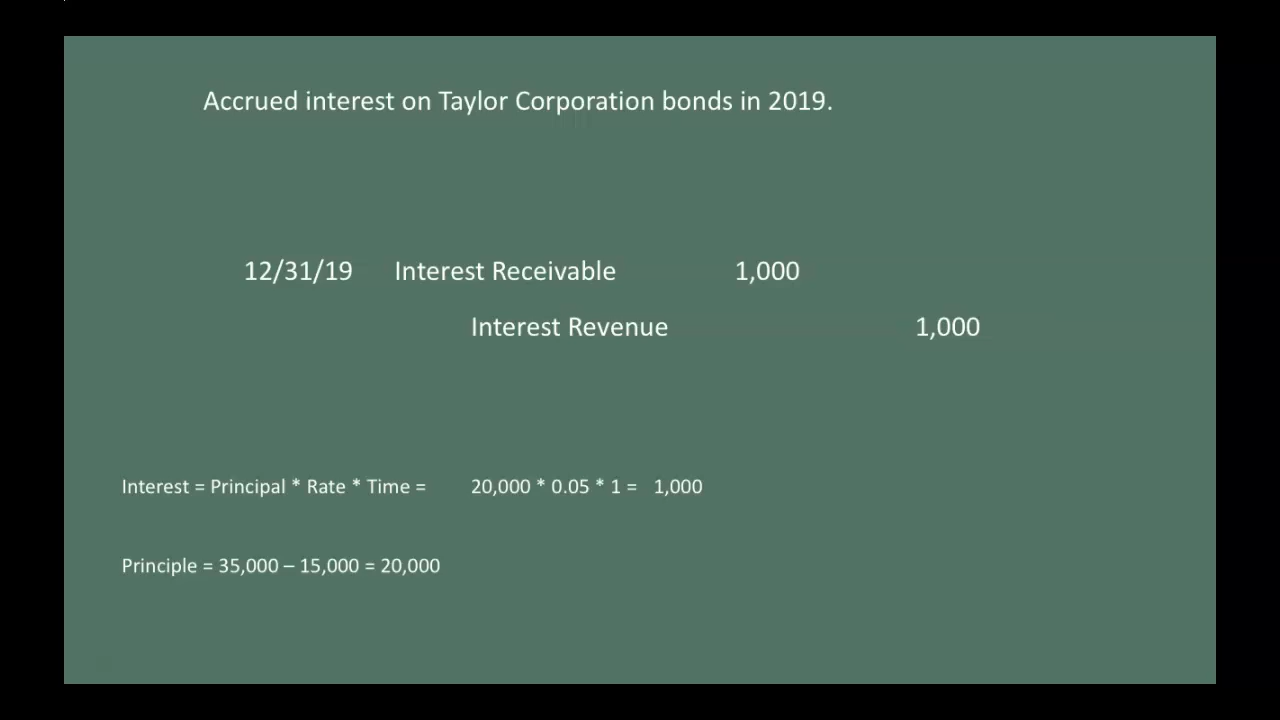 Accrued interest on Taylor Corporation bonds in 2019.
12/31/19 Interest Receivable 1,000
Interest Revenue 1,000
Interest = Principal * Rate * Time = 20,000 * 0.05 * 1 = 1,000
Principle = 35,000 – 15,000 = 20,000